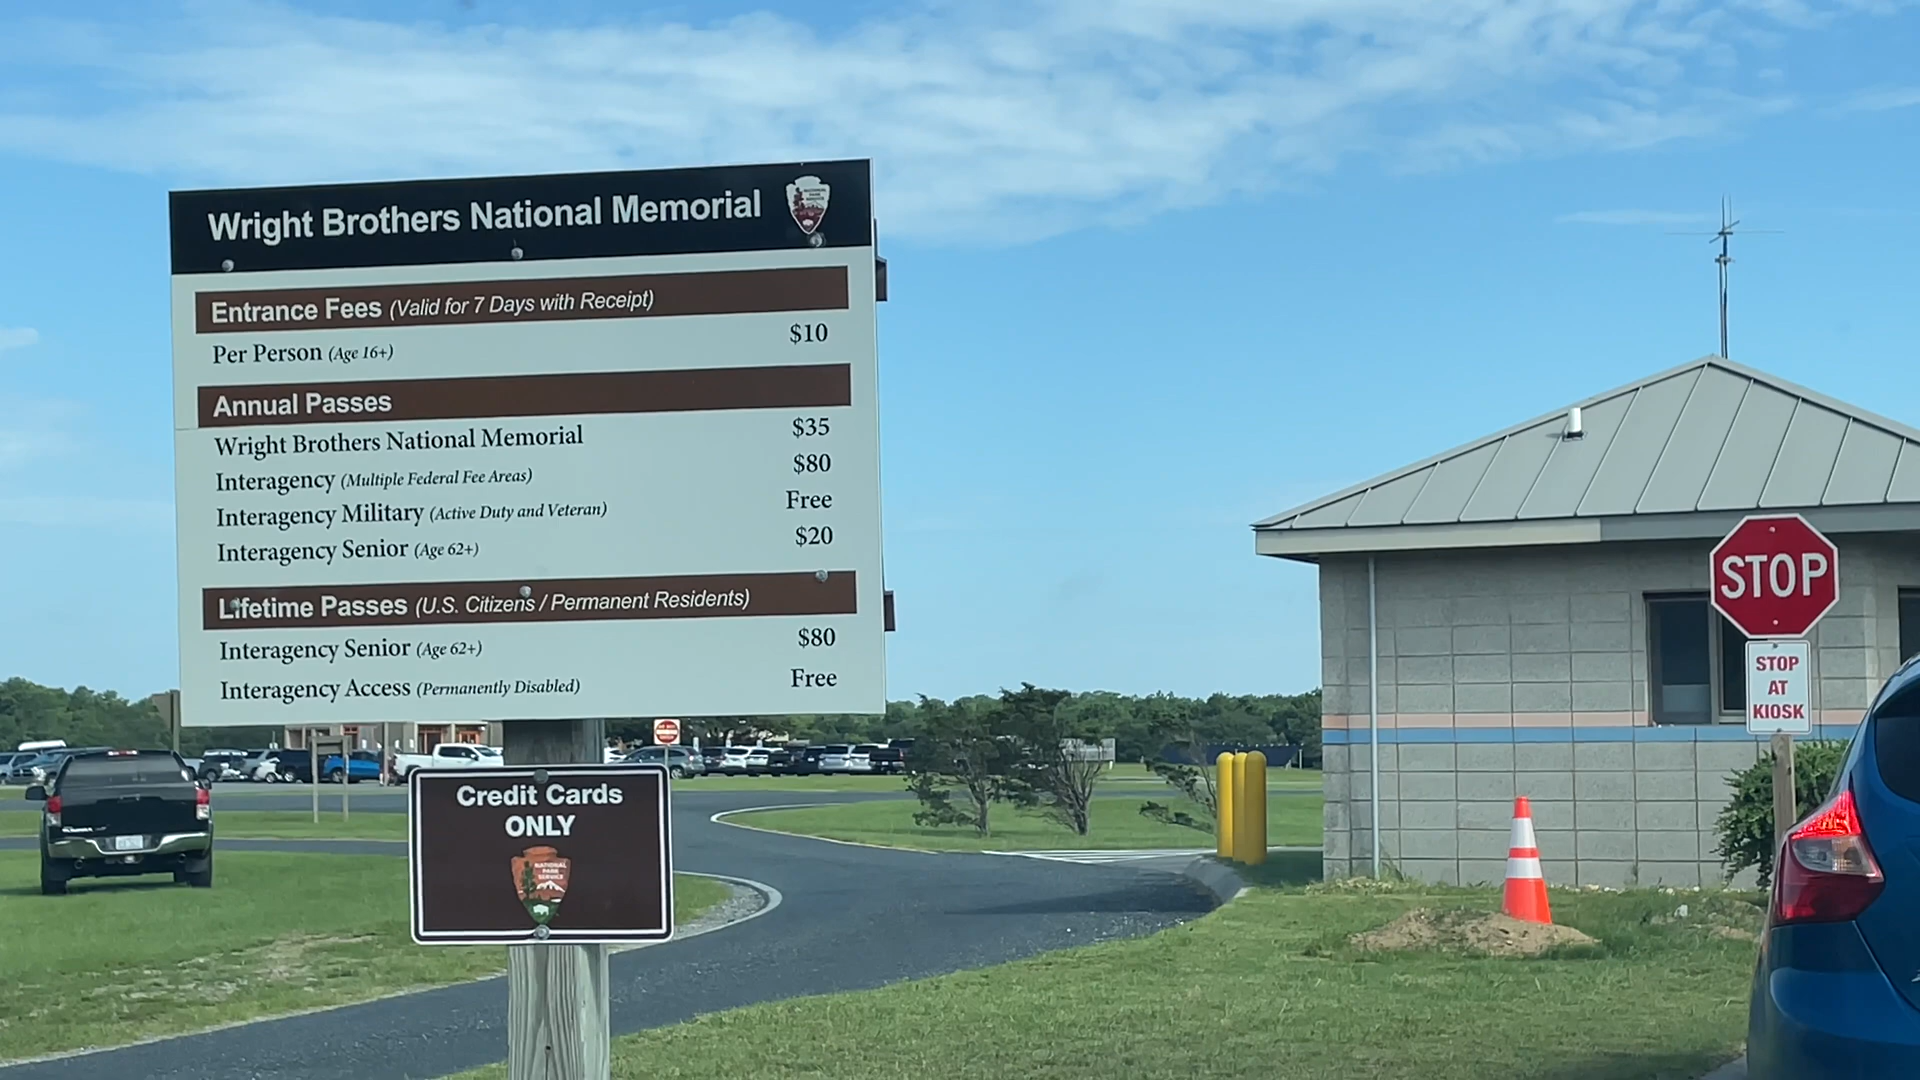 Wright Brothers National Memorial
Entrance Fees (Valid for 7 Days with Receipt)
Per Person (Age 16+) $10
Annual Passes
Wright Brothers National Memorial $35
Interagency (Multiple Federal Fee Areas) $80
Interagency Military (Active Duty and Veteran) Free
Interagency Senior (Age 62+) $20
Lifetime Passes (U.S. Citizens / Permanent Residents)
Interagency Senior (Age 62+) $80
Interagency Access (Permanently Disabled) Free
Credit Cards
ONLY
NATIONAL
PARK
SERVICE
STOP
STOP
AT
KIOSK